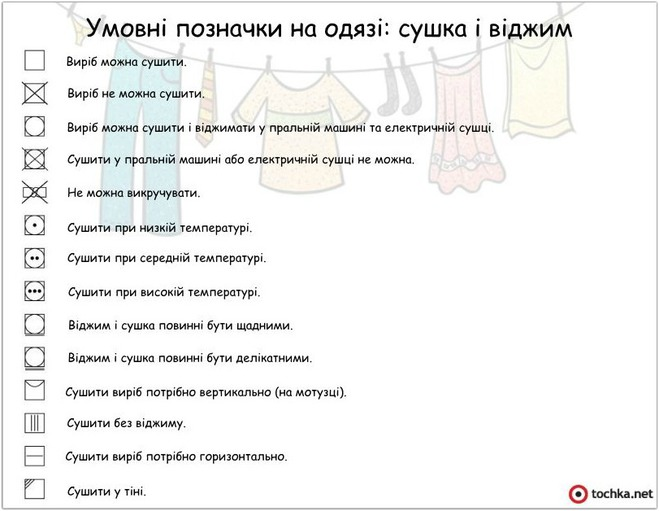 Умовні позначки на одязі: сушка і віджим
Виріб можна сушити.
Виріб не можна сушити.
Виріб можна сушити і віджимати у пральній машині та електричній сушці.
Сушити у пральній машині або електричній сушці не можна.
Не можна викручувати.
Сушити при низкій температурі.
Сушити при середній температурі.
Сушити при високій температурі.
Віджим і сушка повинні бути щадними.
Віджим і сушка повинні бути делікатними.
Сушити виріб потрібно вертикально (на мотузці).
Сушити без віджиму.
Сушити виріб потрібно горизонтально.
Сушити у тіні.
tochka.net